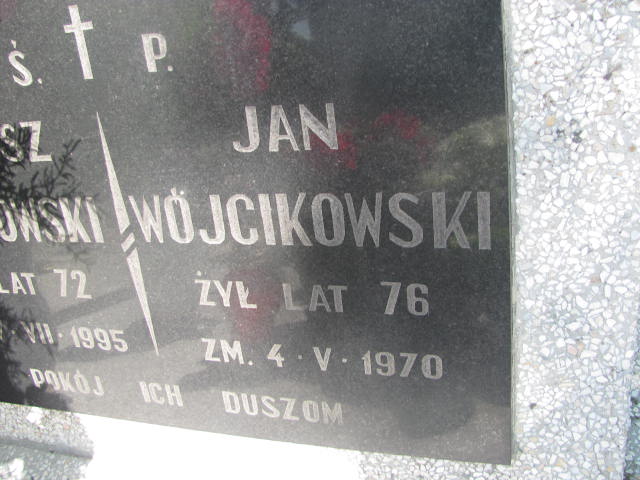 Ś. P.
SZ
OWSKI
LAT 72
VII · 1995
JAN
WÓJCIKOWSKI
ŻYŁ LAT 76
ZM. 4 · V · 1970
POKÓJ ICH DUSZOM